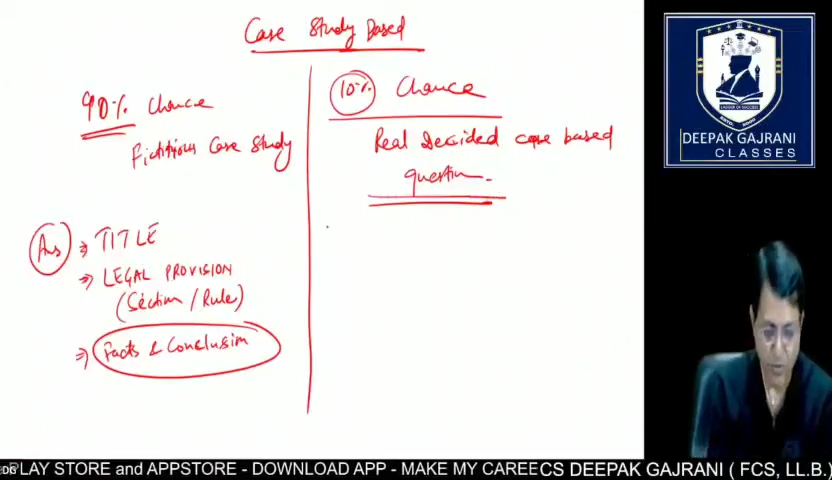 Case Study Based
90% Chance
Fictitious Case Study
Ans
⇒ TITLE
⇒ LEGAL PROVISION
(Section / Rule)
⇒ Facts & Conclusion
10% Chance
Real Decided case based
question.
DEEPAK GAJRANI
CLASSES
PLAY STORE and APPSTORE - DOWNLOAD APP - MAKE MY CAREECS DEEPAK GAJRANI ( FCS, LL.B.)